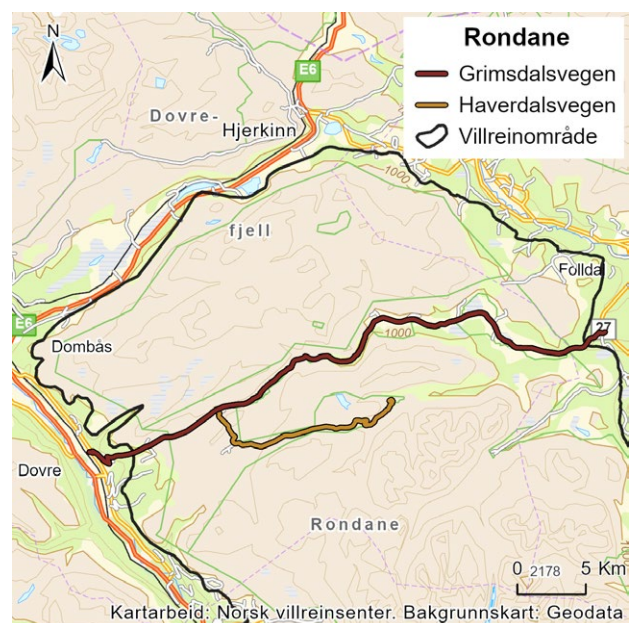 N
Rondane
Grimsdalsvegen
Haverdalsvegen
Villreinområde
E6
Dovre-
Hjerkinn
1000
fjell
Follda
E6
27
1000
Dombås
Dovre
Rondane
0 2178 5 Km
Kartarbeid: Norsk villreinsenter. Bakgrunnskart: Geodata